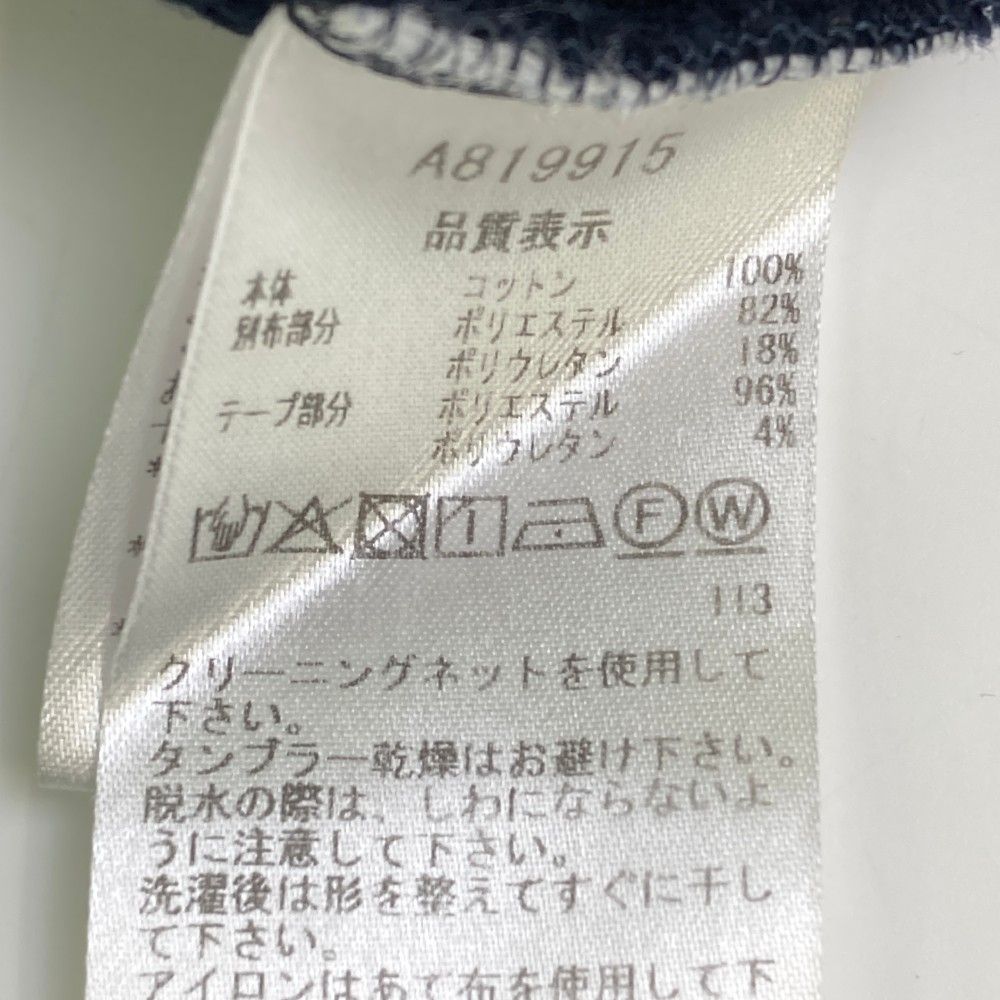 A819915
品質表示
本体 コットン 100%
別布部分 ポリエステル 82%
ポリウレタン 18%
テープ部分 ポリエステル 96%
ポリウレタン 4%
F W
113
クリーニングネットを使用して
下さい。
タンブラー乾燥はお避け下さい。
脱水の際は、しわにならないよ
うに注意して下さい。
洗濯後は形を整えてすぐに干し
て下さい。
アイロンはあて布を使用して下